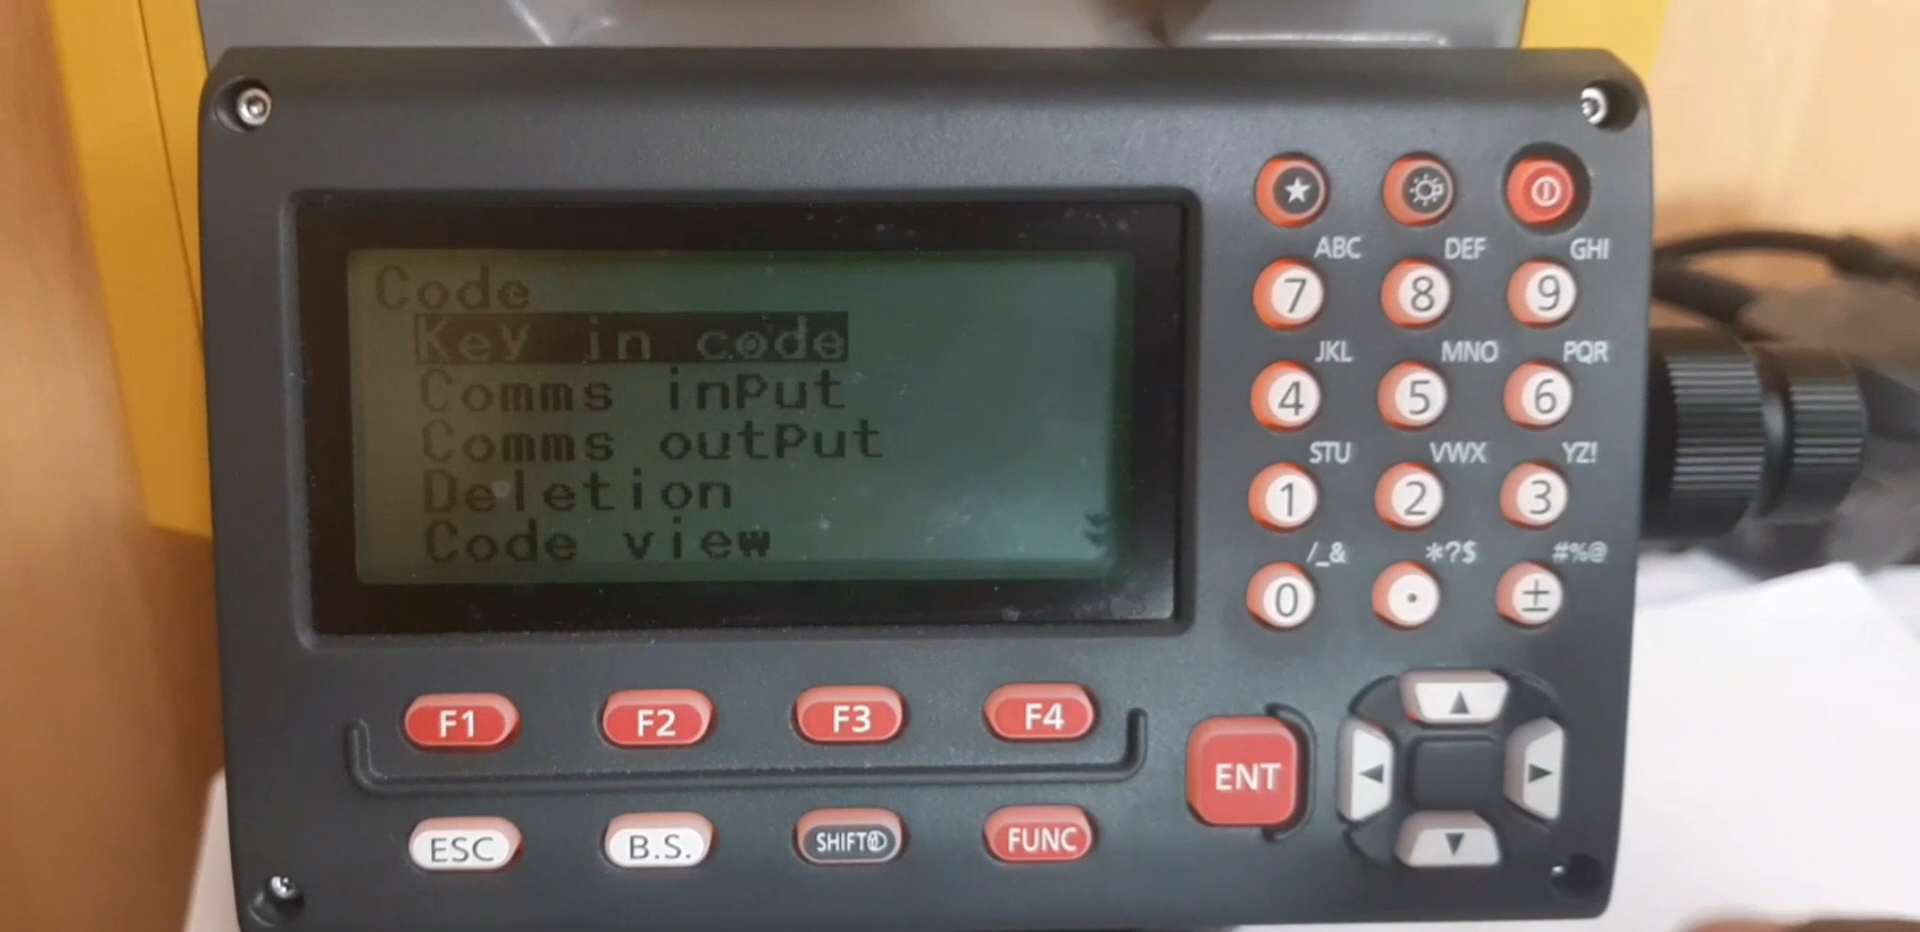 Code
Key in code
Comms input
Comms output
Deletion
Code view
ABC DEF GHI
7 8 9
JKL MNO PQR
4 5 6
STU VWX YZ!
1 2 3
/_& *?$ #%@
0 . ±
F1 F2 F3 F4
ENT
ESC B.S. SHIFT FUNC